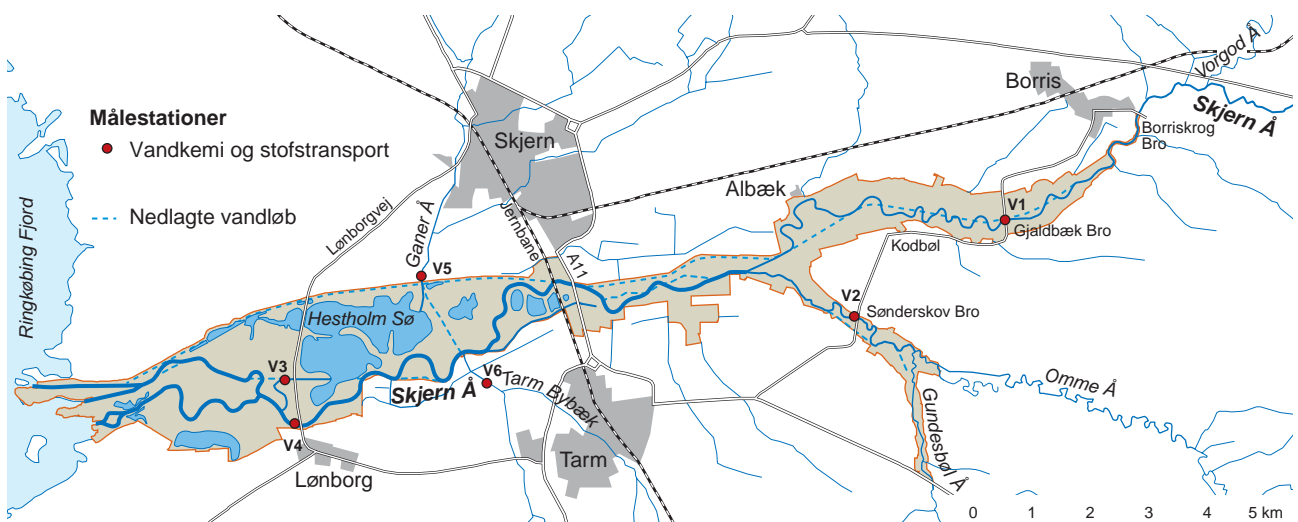 Målestationer
Vandkemi og stofstransport
Nedlagte vandløb
Ringkøbing Fjord
Lønborgvej
Ganer Å
Skjern
Jernbane
A11
Albæk
Borris
Vorgod Å
Skjern Å
Borriskrog
Bro
V1
Gjaldbæk Bro
Kodbøl
V2
Sønderskov Bro
V5
Hestholm Sø
V3
V6
Skjern Å
Tarm Bybæk
V4
Lønborg
Tarm
Omme Å
Gundesbøl Å
0 1 2 3 4 5 km